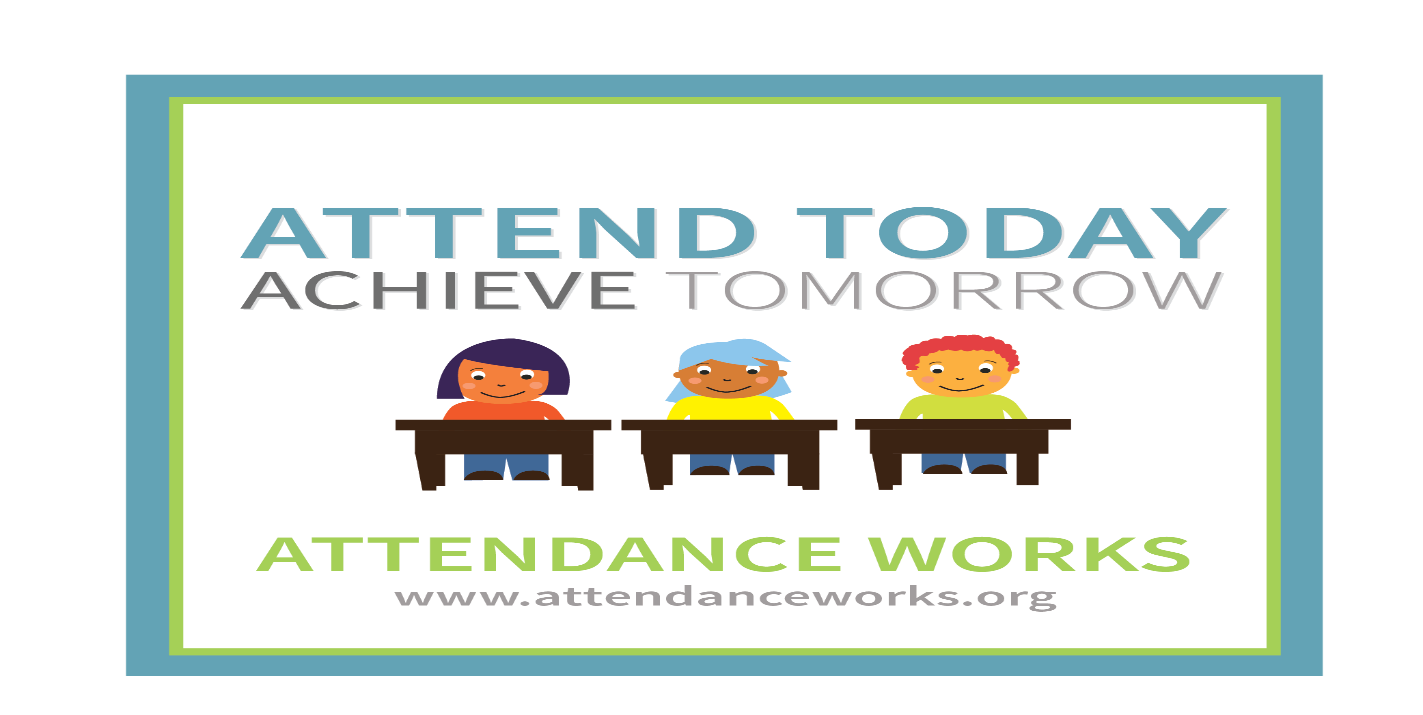 ATTEND TODAY
ACHIEVE TOMORROW
ATTENDANCE WORKS
www.attendanceworks.org